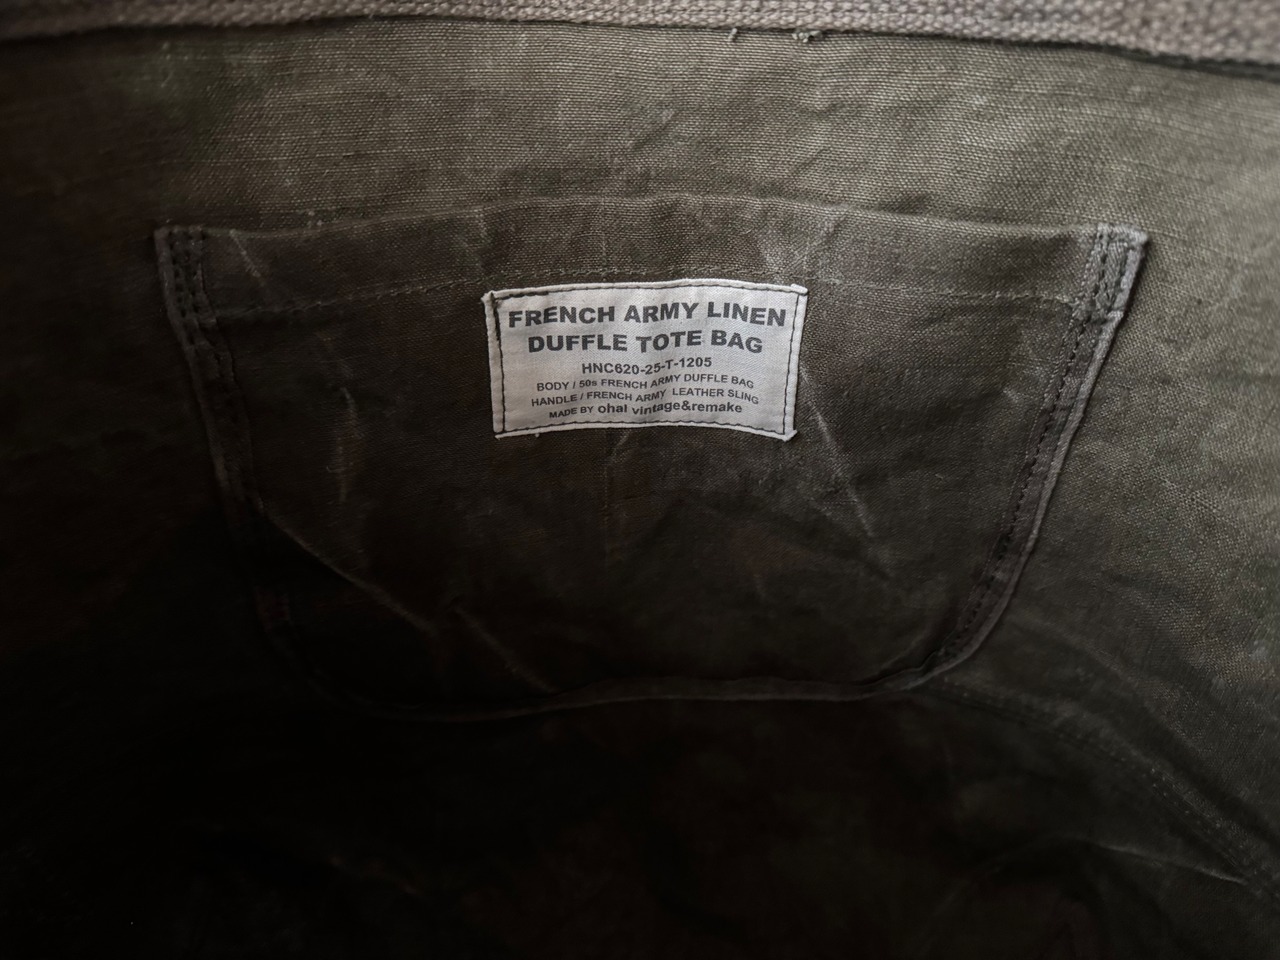 FRENCH ARMY LINEN
DUFFLE TOTE BAG
HNC620-25-T-1205
BODY / 50s FRENCH ARMY DUFFLE BAG
HANDLE / FRENCH ARMY LEATHER SLING
MADE BY ohal vintage&remake